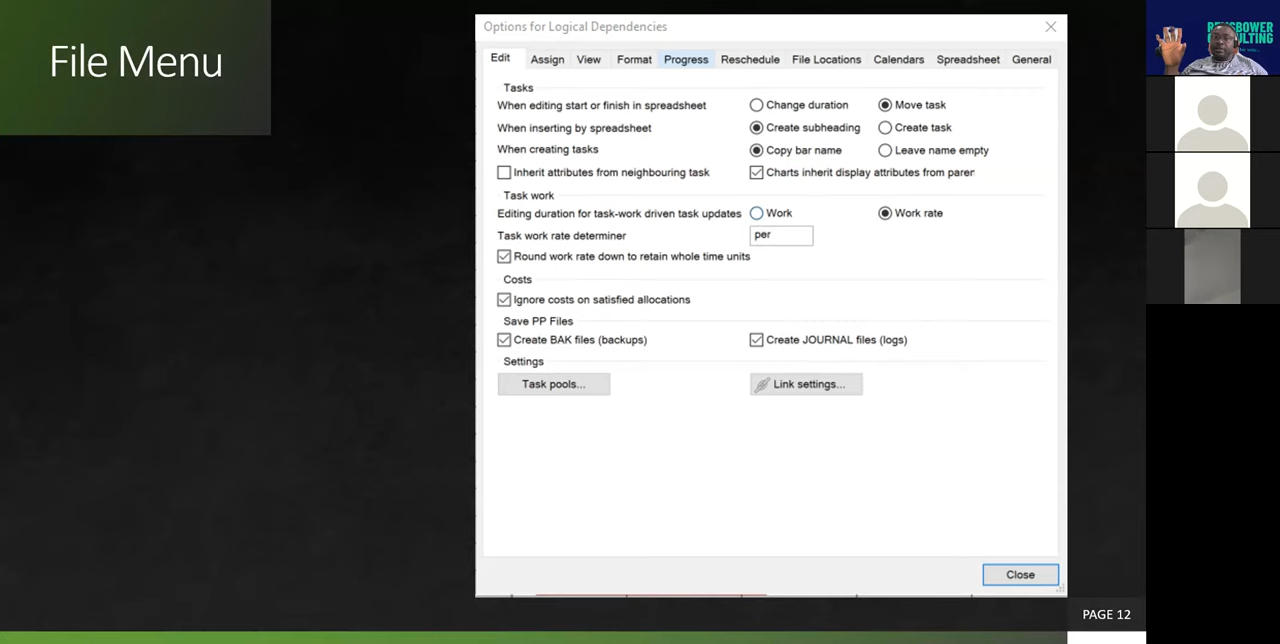 File Menu
Options for Logical Dependencies
Edit Assign View Format Progress Reschedule File Locations Calendars Spreadsheet General
Tasks
When editing start or finish in spreadsheet Change duration Move task
When inserting by spreadsheet Create subheading Create task
When creating tasks Copy bar name Leave name empty
Inherit attributes from neighbouring task Charts inherit display attributes from paren
Task work
Editing duration for task-work driven task updates Work Work rate
Task work rate determiner per
Round work rate down to retain whole time units
Costs
Ignore costs on satisfied allocations
Save PP Files
Create BAK files (backups) Create JOURNAL files (logs)
Settings
Task pools... Link settings...
Close
PAGE 12